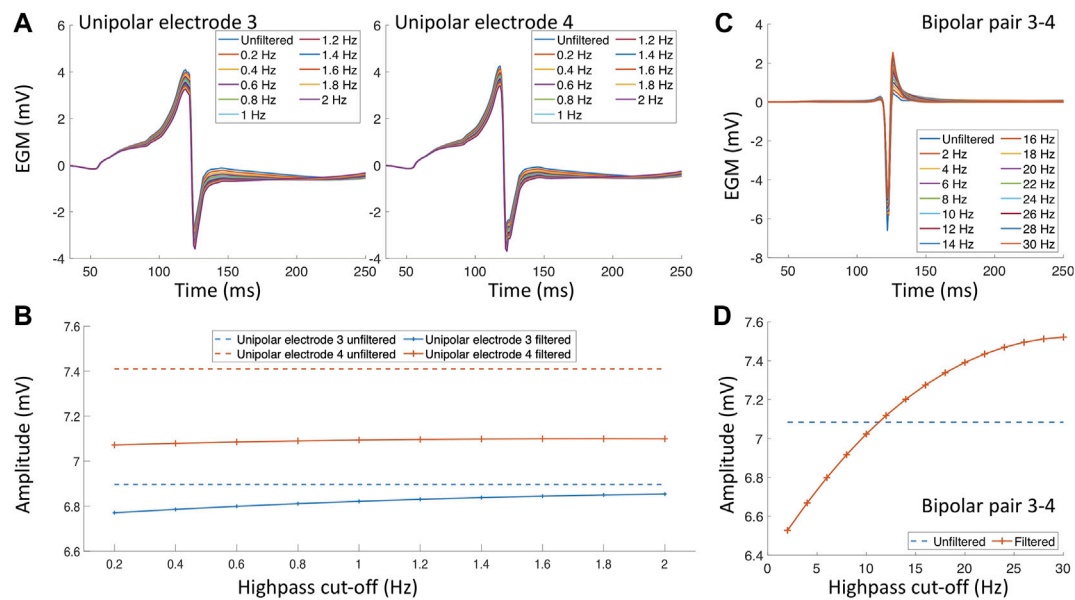 A
Unipolar electrode 3
6
4
2
0
-2
-4
EGM (mV)
50
100
150
200
250
Time (ms)
Unfiltered
0.2 Hz
0.4 Hz
0.6 Hz
0.8 Hz
1 Hz
1.2 Hz
1.4 Hz
1.6 Hz
1.8 Hz
2 Hz
Unipolar electrode 4
50
100
150
200
250
Time (ms)
Unfiltered
0.2 Hz
0.4 Hz
0.6 Hz
0.8 Hz
1 Hz
1.2 Hz
1.4 Hz
1.6 Hz
1.8 Hz
2 Hz
C
Bipolar pair 3-4
4
2
0
-2
-4
-6
-8
EGM (mV)
50
100
150
200
250
Time (ms)
Unfiltered
2 Hz
4 Hz
6 Hz
8 Hz
10 Hz
12 Hz
14 Hz
16 Hz
18 Hz
20 Hz
22 Hz
24 Hz
26 Hz
28 Hz
30 Hz
B
7.6
7.4
7.2
7
6.8
6.6
Amplitude (mV)
Unipolar electrode 3 unfiltered
Unipolar electrode 4 unfiltered
Unipolar electrode 3 filtered
Unipolar electrode 4 filtered
0.2
0.4
0.6
0.8
1
1.2
1.4
1.6
1.8
2
Highpass cut-off (Hz)
D
7.6
7.4
7.2
7
6.8
6.6
6.4
Amplitude (mV)
Bipolar pair 3-4
Unfiltered
Filtered
0
5
10
15
20
25
30
Highpass cut-off (Hz)